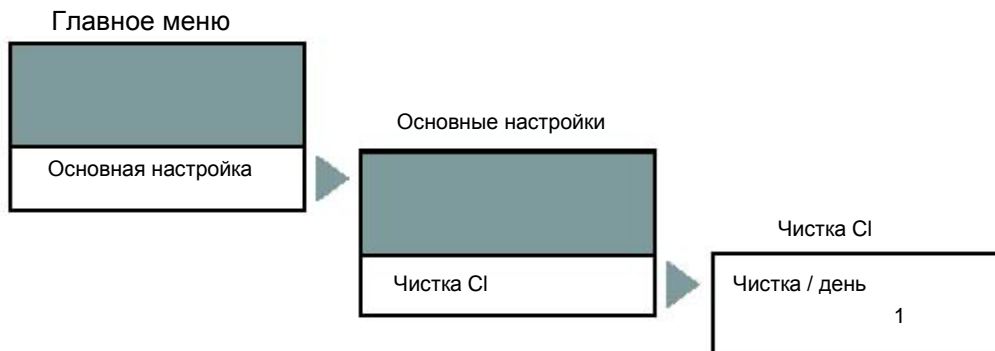 Главное меню
Основная настройка
Основные настройки
Чистка Cl
Чистка Cl
Чистка / день
1